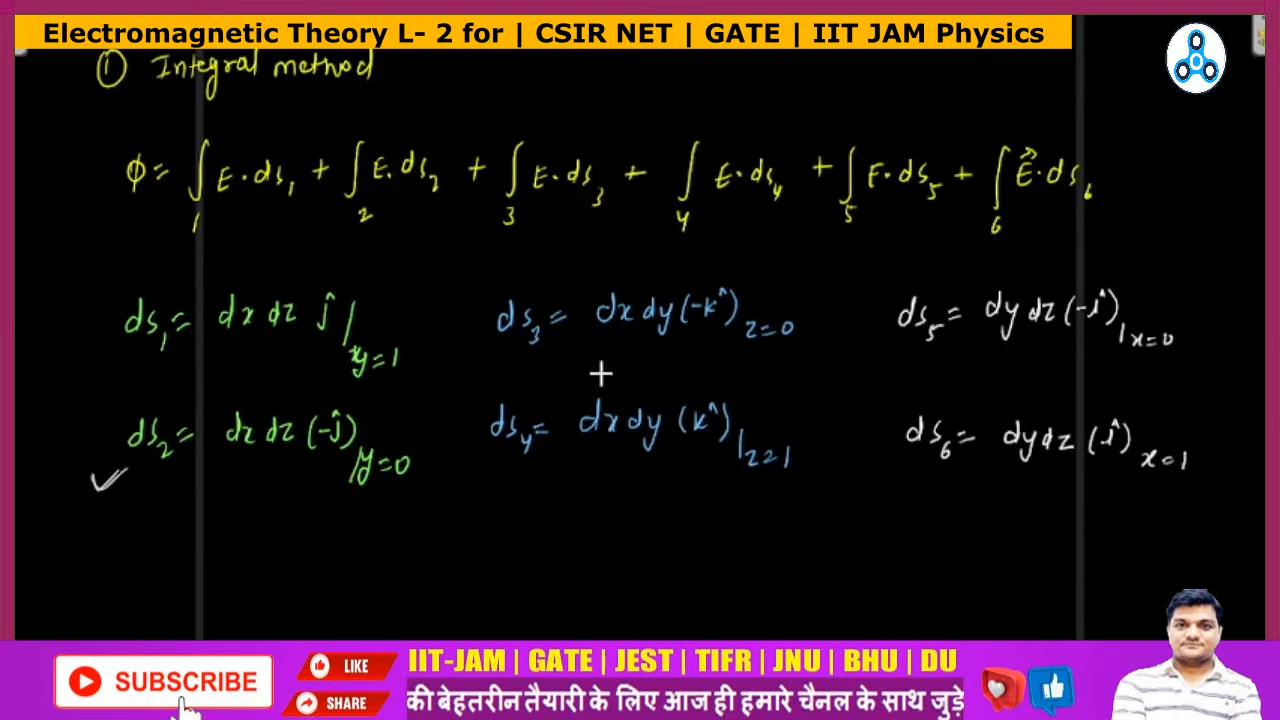 Electromagnetic Theory L- 2 for | CSIR NET | GATE | IIT JAM Physics
① Integral method
ϕ = ∫₁ E·ds₁ + ∫₂ E·ds₂ + ∫₃ E·ds₃ + ∫₄ E·ds₄ + ∫₅ E·ds₅ + ∫₆ E⃗·ds₆
ds₁ = dx dz ĵ |y=1 ds₃ = dx dy (-k^) z=0 ds₅ = dy dz (-i^) |x=0
+
ds₂ = dx dz (-ĵ) |y=0 ds₄ = dx dy (k^) |z=1 ds₆ = dy dz (i^) x=1
SUBSCRIBE
LIKE
SHARE
IIT-JAM | GATE | JEST | TIFR | JNU | BHU | DU
की बेहतरीन तैयारी के लिए आज ही हमारे चैनल के साथ जुड़े